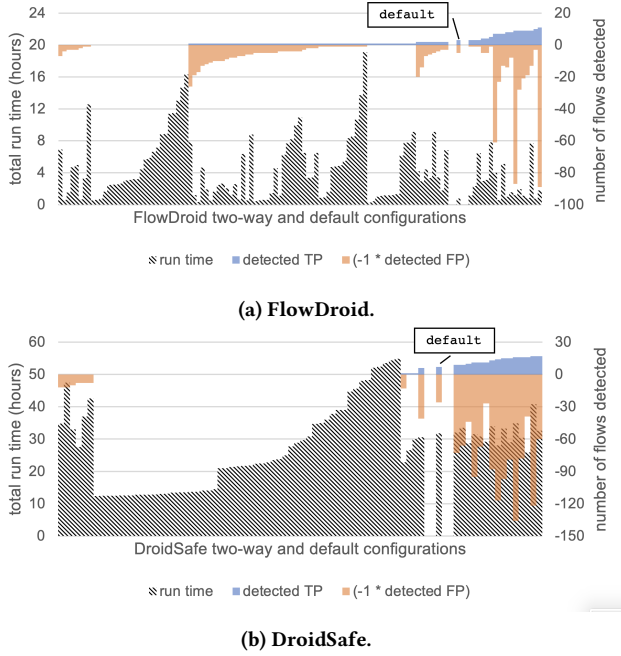 24
20
16
12
8
4
0
total run time (hours)
20
0
-20
-40
-60
-80
-100
number of flows detected
default
FlowDroid two-way and default configurations
run time detected TP (-1 * detected FP)
(a) FlowDroid.
60
50
40
30
20
10
0
total run time (hours)
30
0
-30
-60
-90
-120
-150
number of flows detected
default
DroidSafe two-way and default configurations
run time detected TP (-1 * detected FP)
(b) DroidSafe.